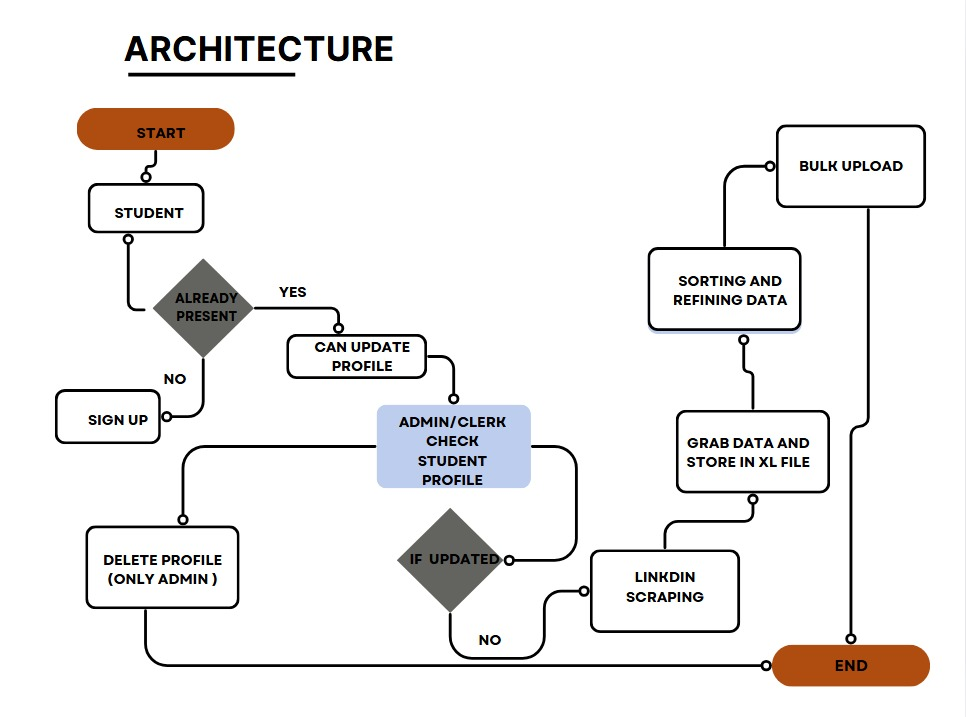 ARCHITECTURE
START
STUDENT
ALREADY
PRESENT
YES
NO
CAN UPDATE
PROFILE
SIGN UP
ADMIN/CLERK
CHECK
STUDENT
PROFILE
DELETE PROFILE
(ONLY ADMIN )
IF UPDATED
NO
LINKDIN
SCRAPING
GRAB DATA AND
STORE IN XL FILE
SORTING AND
REFINING DATA
BULK UPLOAD
END